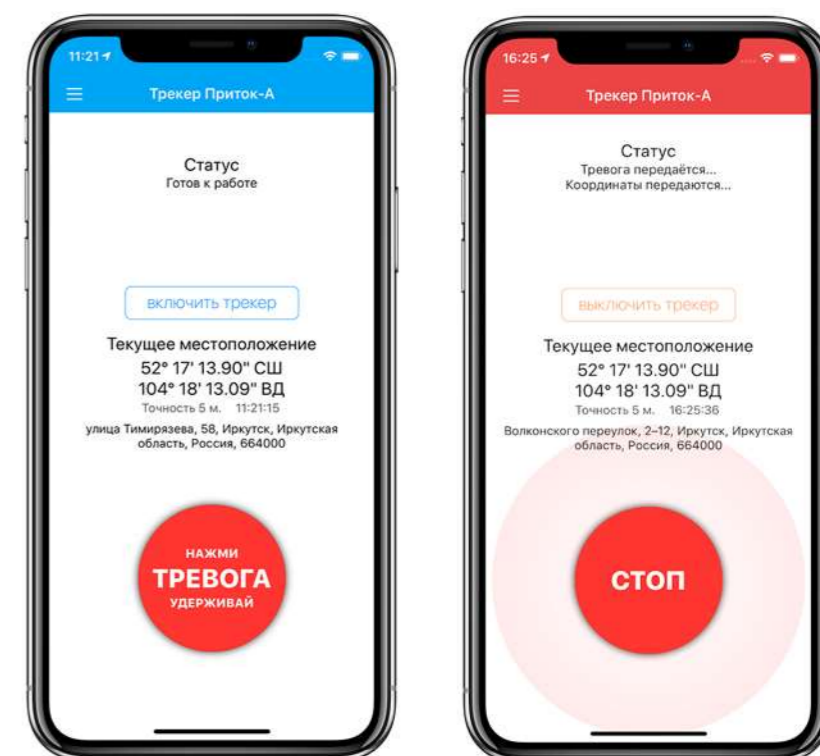 11:21
Трекер Приток-А
Статус
Готов к работе
включить трекер
Текущее местоположение
52° 17' 13.90" СШ
104° 18' 13.09" ВД
Точность 5 м. 11:21:15
улица Тимирязева, 58, Иркутск, Иркутская
область, Россия, 664000
НАЖМИ
ТРЕВОГА
УДЕРЖИВАЙ
16:25
Трекер Приток-А
Статус
Тревога передаётся...
Координаты передаются...
выключить трекер
Текущее местоположение
52° 17' 13.90" СШ
104° 18' 13.09" ВД
Точность 5 м. 16:25:36
Волконского переулок, 2–12, Иркутск, Иркутская
область, Россия, 664000
СТОП